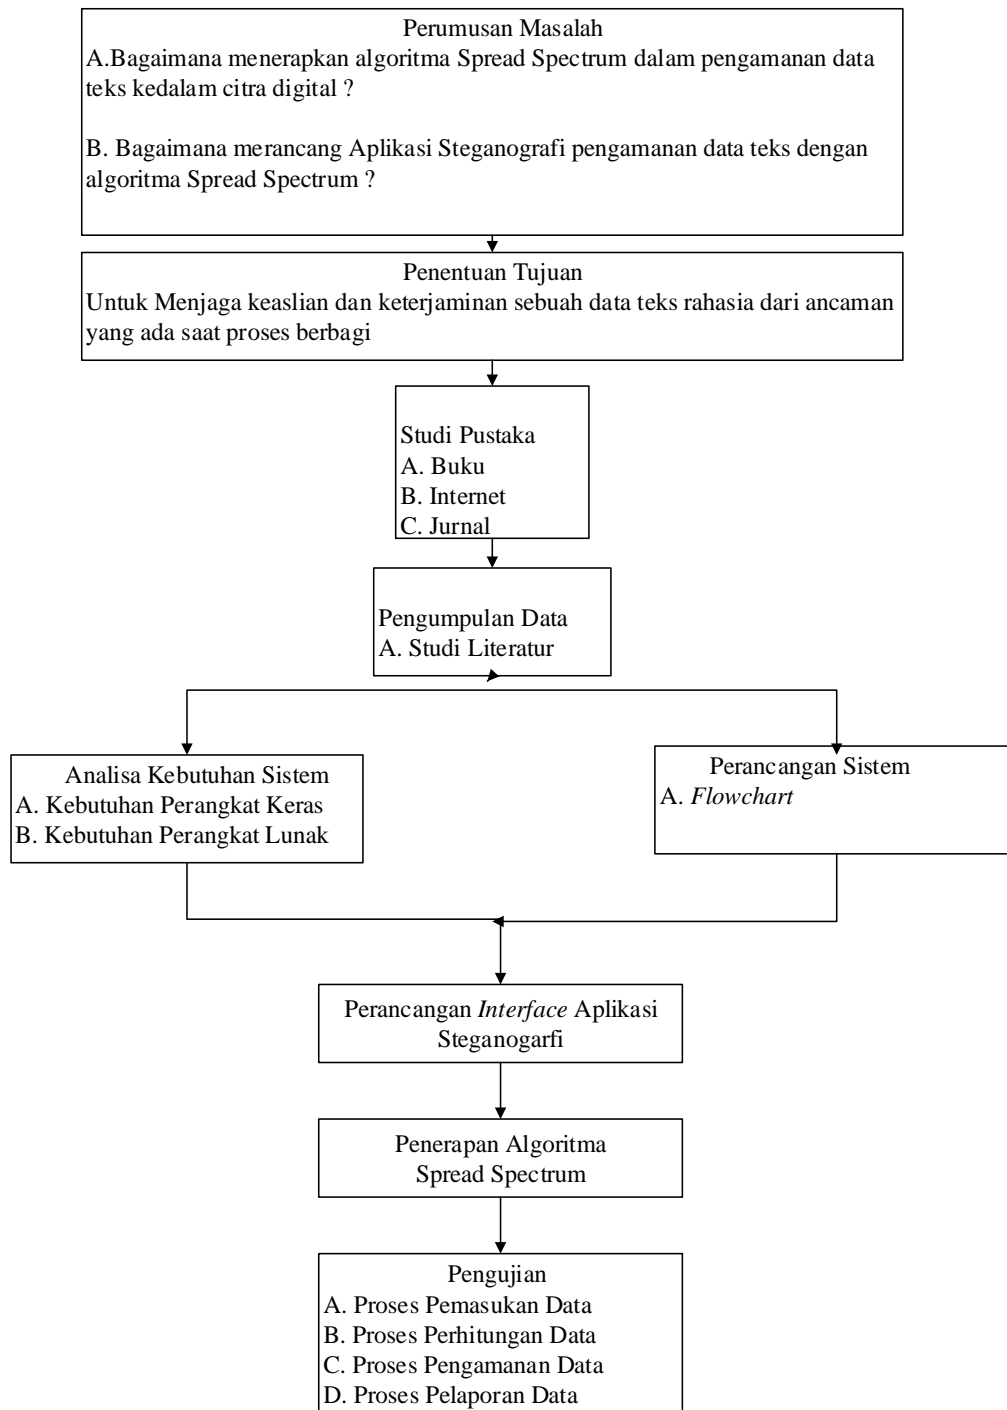 Perumusan Masalah
A.Bagaimana menerapkan algoritma Spread Spectrum dalam pengamanan data
teks kedalam citra digital ?
B. Bagaimana merancang Aplikasi Steganografi pengamanan data teks dengan
algoritma Spread Spectrum ?
Penentuan Tujuan
Untuk Menjaga keaslian dan keterjaminan sebuah data teks rahasia dari ancaman
yang ada saat proses berbagi
Studi Pustaka
A. Buku
B. Internet
C. Jurnal
Pengumpulan Data
A. Studi Literatur
Analisa Kebutuhan Sistem
A. Kebutuhan Perangkat Keras
B. Kebutuhan Perangkat Lunak
Perancangan Sistem
A. Flowchart
Perancangan Interface Aplikasi
Steganogarfi
Penerapan Algoritma
Spread Spectrum
Pengujian
A. Proses Pemasukan Data
B. Proses Perhitungan Data
C. Proses Pengamanan Data
D. Proses Pelaporan Data